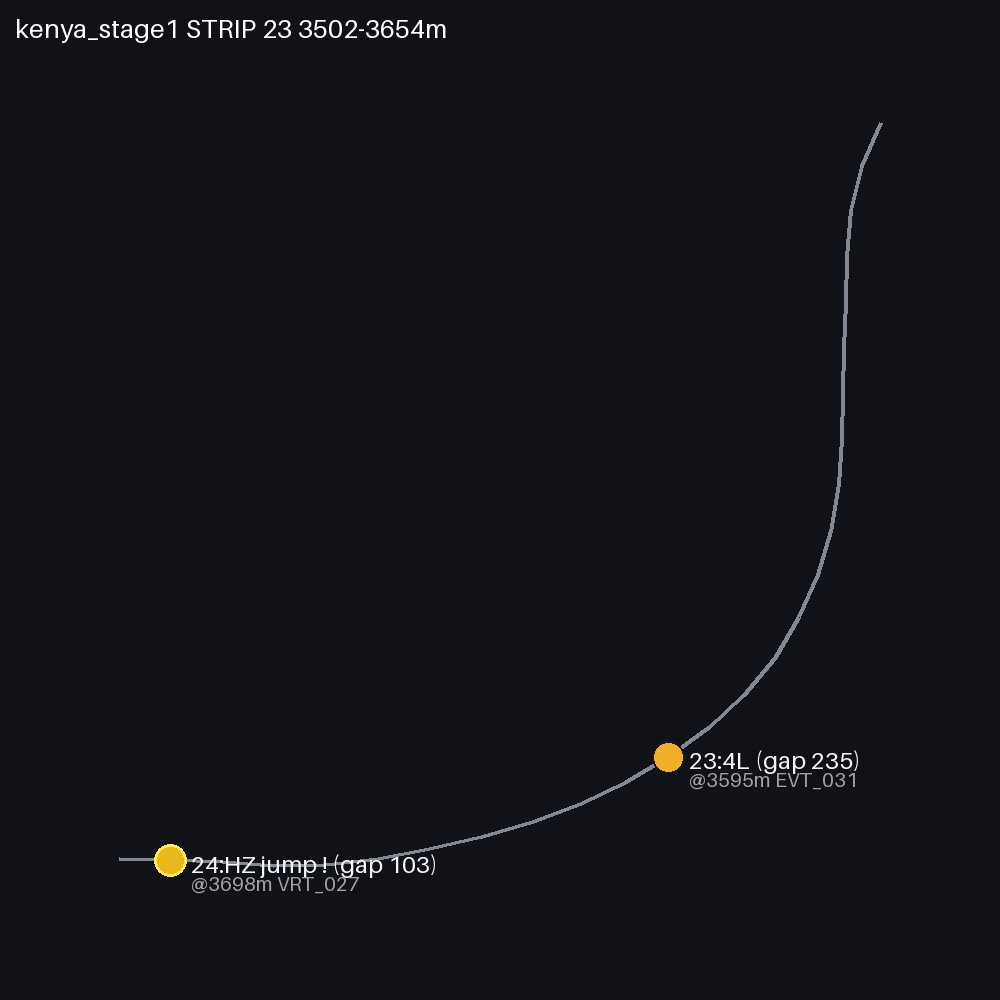 kenya_stage1 STRIP 23 3502-3654m
23:4L (gap 235)
@3595m EVT_031
24:HZ jump ! (gap 103)
@3698m VRT_027